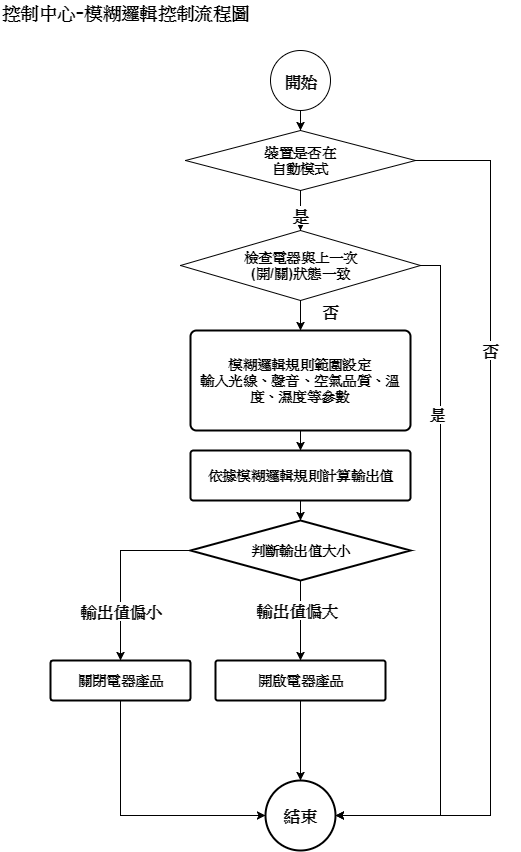 控制中心-模糊邏輯控制流程圖
開始
裝置是否在
自動模式
是
檢查電器與上一次
(開/關)狀態一致
否
模糊邏輯規則範圍設定
輸入光線、聲音、空氣品質、溫
度、濕度等參數
否
是
依據模糊邏輯規則計算輸出值
判斷輸出值大小
輸出值偏小
輸出值偏大
關閉電器產品
開啟電器產品
結束